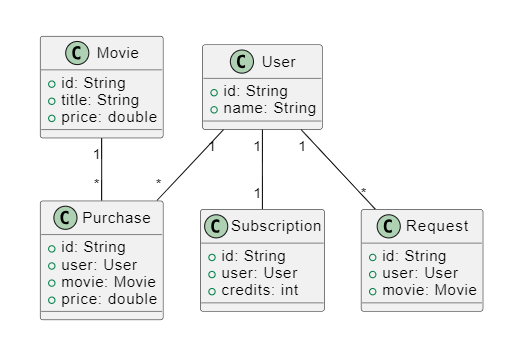 C Movie
id: String
title: String
price: double
C User
id: String
name: String
1
*
1
*
1
1
1
*
C Purchase
id: String
user: User
movie: Movie
price: double
C Subscription
id: String
user: User
credits: int
C Request
id: String
user: User
movie: Movie